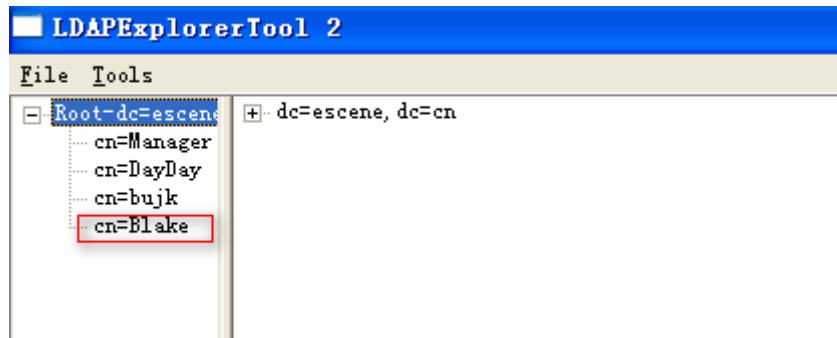 LDAPExplorerTool 2
File Tools
Root-dc=escene
cn=Manager
cn=DayDay
cn=bujk
cn=Blake
dc=escene, dc=cn